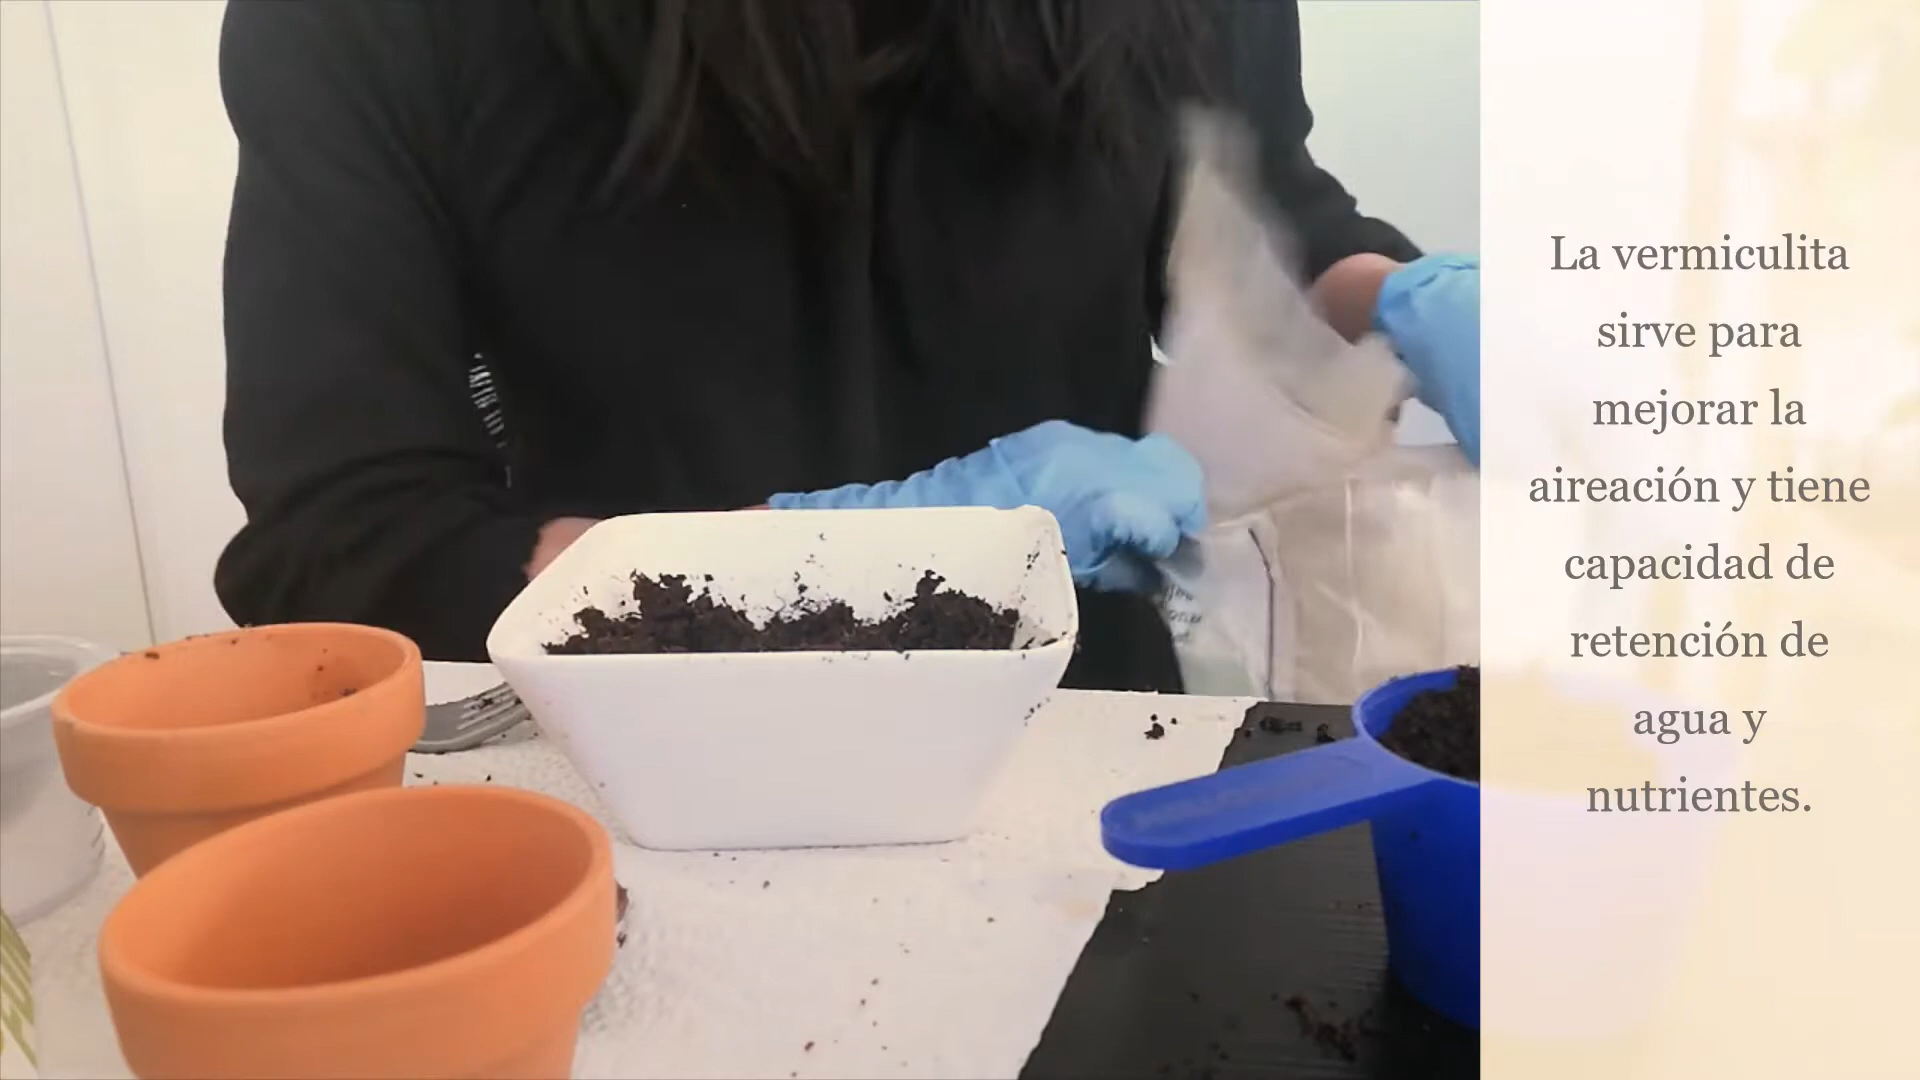 La vermiculita
sirve para
mejorar la
aireación y tiene
capacidad de
retención de
agua y
nutrientes.